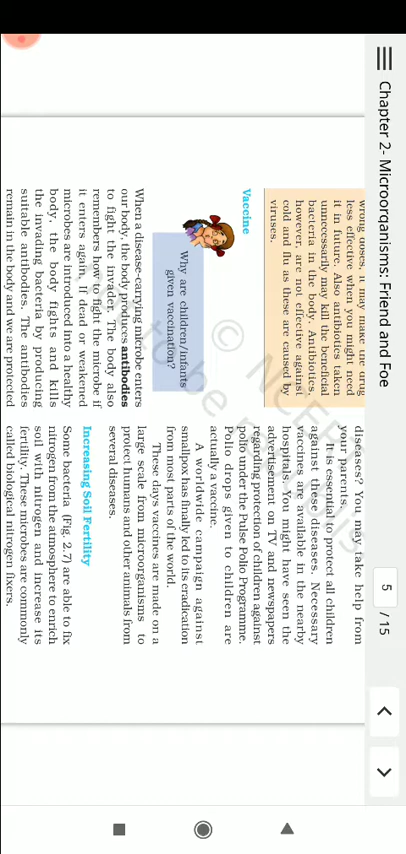 Chapter 2- Microorganisms: Friend and Foe
5 / 15
wrong doses, it may make the drug
less effective when you might need
it in future. Also antibiotics taken
unnecessarily may kill the beneficial
bacteria in the body. Antibiotics,
however, are not effective against
cold and flu as these are caused by
viruses.
Vaccine
Why are children/infants
given vaccination?
When a disease-carrying microbe enters
our body, the body produces antibodies
to fight the invader. The body also
remembers how to fight the microbe if
it enters again. If dead or weakened
microbes are introduced into a healthy
body, the body fights and kills
the invading bacteria by producing
suitable antibodies. The antibodies
remain in the body and we are protected
diseases? You may take help from
your parents.
It is essential to protect all children
against these diseases. Necessary
vaccines are available in the nearby
hospitals. You might have seen the
advertisement on TV and newspapers
regarding protection of children against
polio under the Pulse Polio Programme.
Polio drops given to children are
actually a vaccine.
A worldwide campaign against
smallpox has finally led to its eradication
from most parts of the world.
These days vaccines are made on a
large scale from microorganisms to
protect humans and other animals from
several diseases.
Increasing Soil Fertility
Some bacteria (Fig. 2.7) are able to fix
nitrogen from the atmosphere to enrich
soil with nitrogen and increase its
fertility. These microbes are commonly
called biological nitrogen fixers.